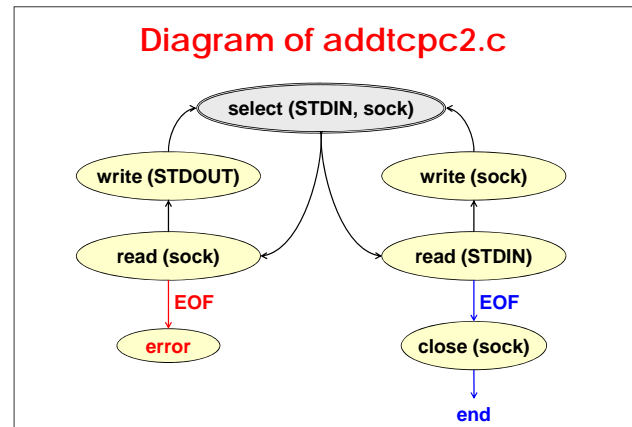 Diagram of addtcpc2.c
select (STDIN, sock)
write (STDOUT)
write (sock)
read (sock)
read (STDIN)
EOF
EOF
error
close (sock)
end